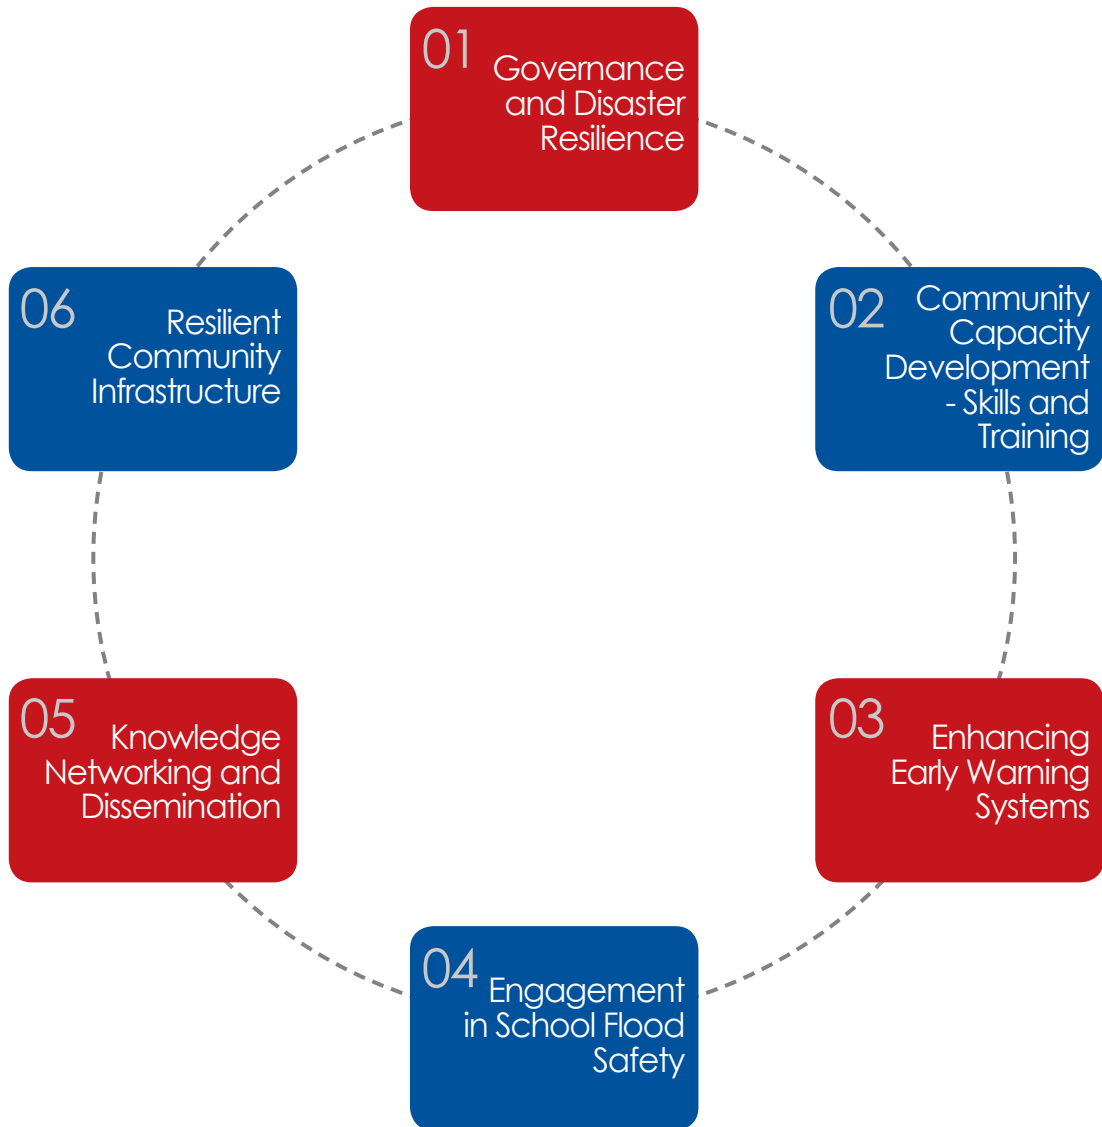 01
Governance
and Disaster
Resilience
02
Community
Capacity
Development
- Skills and
Training
03
Enhancing
Early Warning
Systems
04
Engagement
in School Flood
Safety
05
Knowledge
Networking and
Dissemination
06
Resilient
Community
Infrastructure